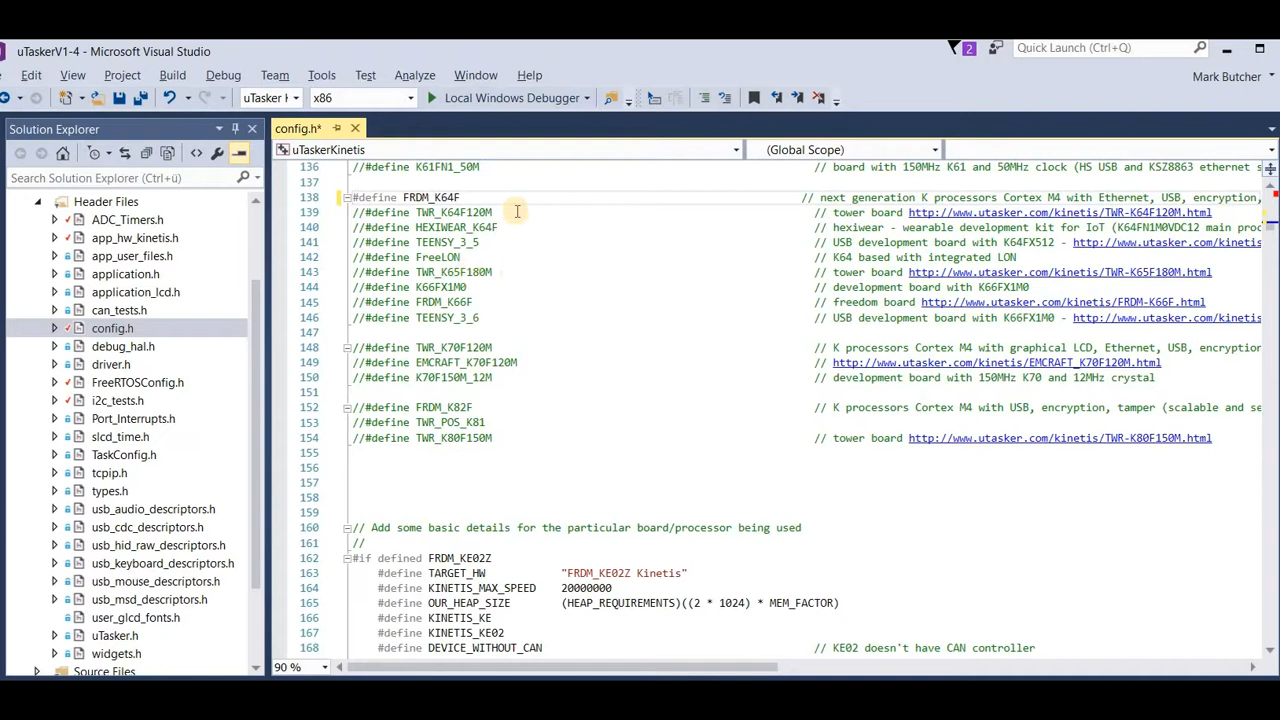 uTaskerV1-4 - Microsoft Visual Studio
2
Quick Launch (Ctrl+Q)
Edit View Project Build Debug Team Tools Test Analyze Window Help
Mark Butcher
uTasker x86 Local Windows Debugger
Solution Explorer
config.h*
Search Solution Explorer (Ctrl+ü)
uTaskerKinetis
(Global Scope)
Header Files
ADC_Timers.h
app_hw_kinetis.h
app_user_files.h
application.h
application_lcd.h
can_tests.h
config.h
debug_hal.h
driver.h
FreeRTOSConfig.h
i2c_tests.h
Port_Interrupts.h
slcd_time.h
TaskConfig.h
tcpip.h
types.h
usb_audio_descriptors.h
usb_cdc_descriptors.h
usb_hid_raw_descriptors.h
usb_keyboard_descriptors.h
usb_mouse_descriptors.h
usb_msd_descriptors.h
user_glcd_fonts.h
uTasker.h
widgets.h
Source Files
136 //#define K61FN1_50M // board with 150MHz K61 and 50MHz clock (HS USB and KSZ8863 ethernet s
137
138 #define FRDM_K64F // next generation K processors Cortex M4 with Ethernet, USB, encryption,
139 //#define TWR_K64F120M // tower board http://www.utasker.com/kinetis/TWR-K64F120M.html
140 //#define HEXIWEAR_K64F // hexiwear - wearable development kit for IoT (K64FN1M0VDC12 main proc
141 //#define TEENSY_3_5 // USB development board with K64FX512 - http://www.utasker.com/kinetis
142 //#define FreeLON // K64 based with integrated LON
143 //#define TWR_K65F180M // tower board http://www.utasker.com/kinetis/TWR-K65F180M.html
144 //#define K66FX1M0 // development board with K66FX1M0
145 //#define FRDM_K66F // freedom board http://www.utasker.com/kinetis/FRDM-K66F.html
146 //#define TEENSY_3_6 // USB development board with K66FX1M0 - http://www.utasker.com/kinetis
147
148 //#define TWR_K70F120M // K processors Cortex M4 with graphical LCD, Ethernet, USB, encryption
149 //#define EMCRAFT_K70F120M // http://www.utasker.com/kinetis/EMCRAFT_K70F120M.html
150 //#define K70F150M_12M // development board with 150MHz K70 and 12MHz crystal
151
152 //#define FRDM_K82F // K processors Cortex M4 with USB, encryption, tamper (scalable and se
153 //#define TWR_POS_K81
154 //#define TWR_K80F150M // tower board http://www.utasker.com/kinetis/TWR-K80F150M.html
155
156
157
158
159
160 // Add some basic details for the particular board/processor being used
161 //
162 #if defined FRDM_KE02Z
163 #define TARGET_HW "FRDM_KE02Z Kinetis"
164 #define KINETIS_MAX_SPEED 20000000
165 #define OUR_HEAP_SIZE (HEAP_REQUIREMENTS)((2 * 1024) * MEM_FACTOR)
166 #define KINETIS_KE
167 #define KINETIS_KE02
168 #define DEVICE_WITHOUT_CAN // KE02 doesn't have CAN controller
90 %